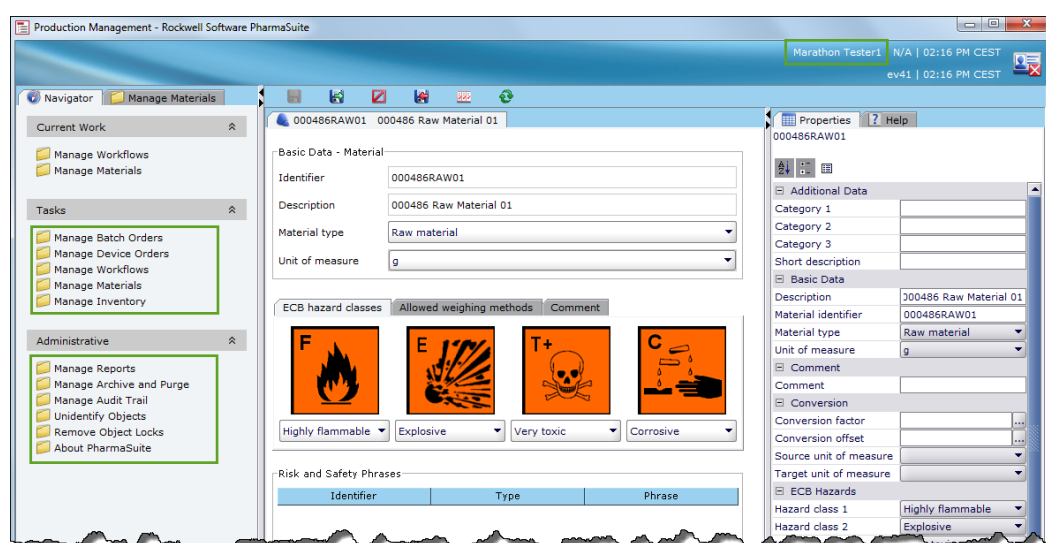 Production Management - Rockwell Software PharmaSuite
Marathon Tester1 N/A | 02:16 PM CEST
ev41 | 02:16 PM CEST
Navigator Manage Materials
Current Work
Manage Workflows
Manage Materials
Tasks
Manage Batch Orders
Manage Device Orders
Manage Workflows
Manage Materials
Manage Inventory
Administrative
Manage Reports
Manage Archive and Purge
Manage Audit Trail
Unidentify Objects
Remove Object Locks
About PharmaSuite
000486RAW01 000486 Raw Material 01
Basic Data - Material
Identifier 000486RAW01
Description 000486 Raw Material 01
Material type Raw material
Unit of measure g
ECB hazard classes Allowed weighing methods Comment
F E T+ C
Highly flammable Explosive Very toxic Corrosive
Risk and Safety Phrases
Identifier Type Phrase
Properties ? Help
000486RAW01
Additional Data
Category 1
Category 2
Category 3
Short description
Basic Data
Description 000486 Raw Material 01
Material identifier 000486RAW01
Material type Raw material
Unit of measure g
Comment
Comment
Conversion
Conversion factor ...
Conversion offset ...
Source unit of measure
Target unit of measure
ECB Hazards
Hazard class 1 Highly flammable
Hazard class 2 Explosive